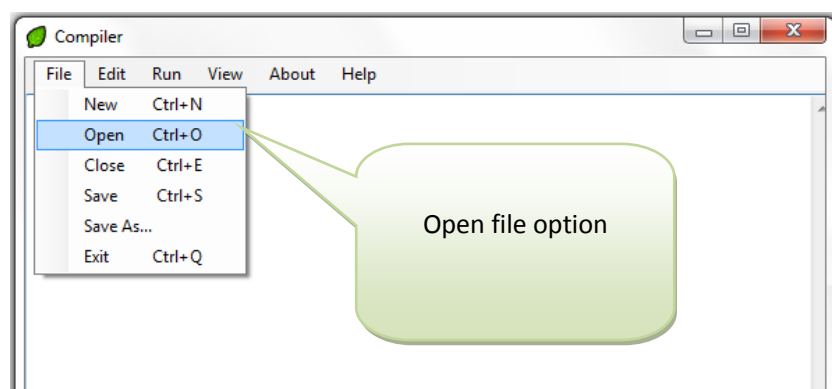 Compiler
File Edit Run View About Help
New Ctrl+N
Open Ctrl+O
Close Ctrl+E
Save Ctrl+S
Save As...
Exit Ctrl+Q
Open file option